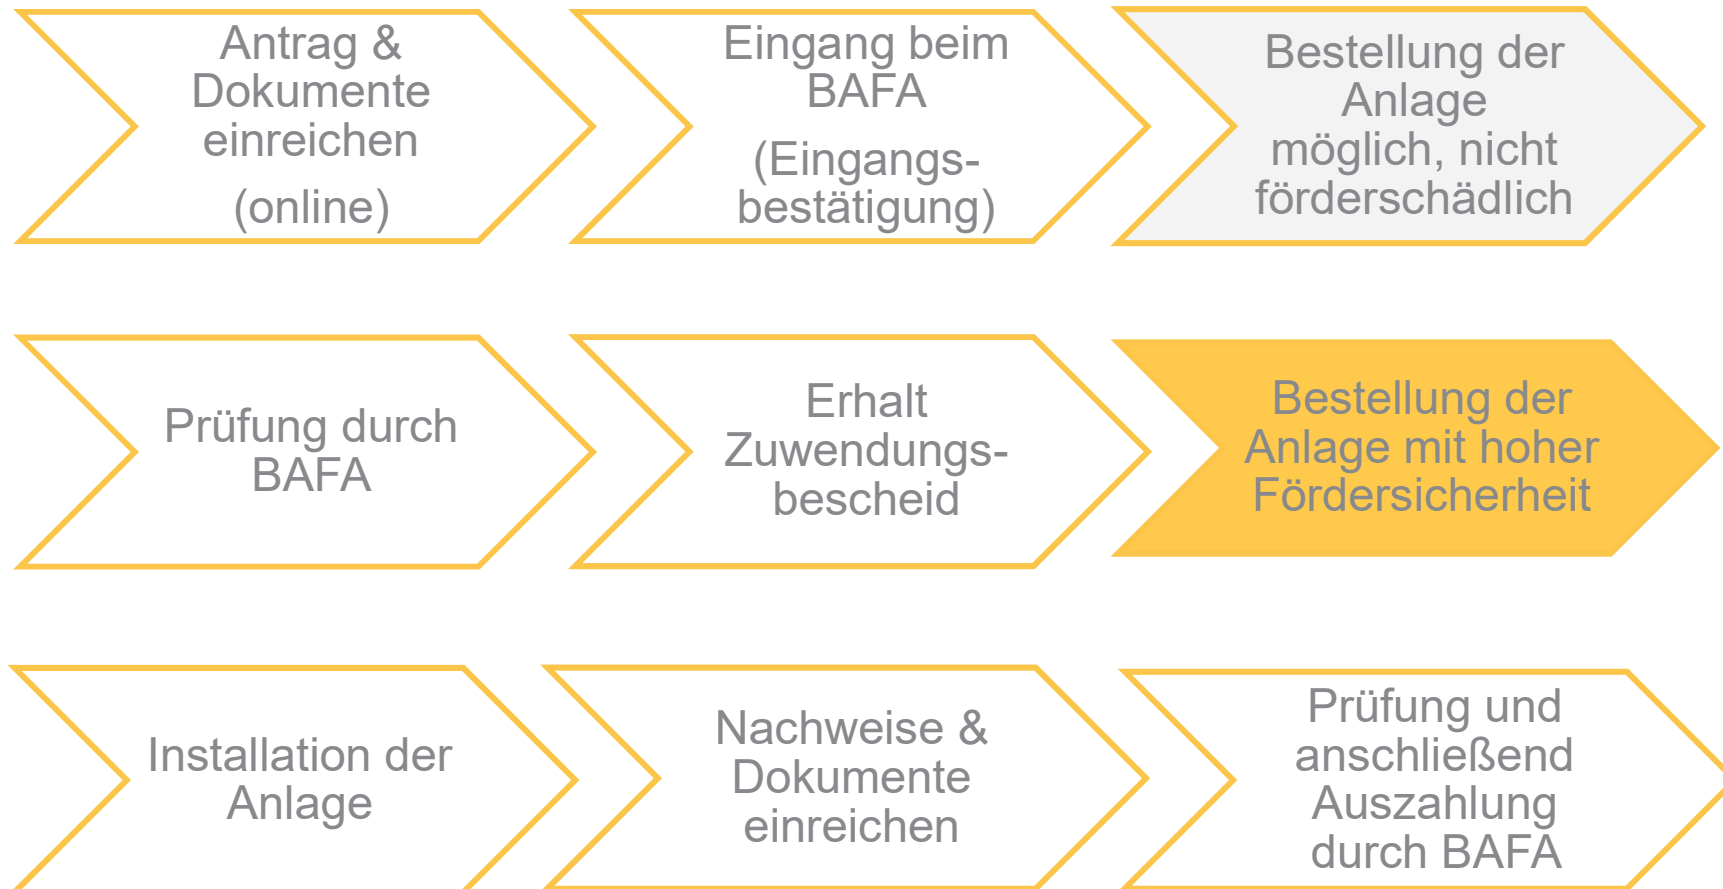 Antrag &
Dokumente
einreichen
(online)
Eingang beim
BAFA
(Eingangs-
bestätigung)
Bestellung der
Anlage
möglich, nicht
förderschädlich
Prüfung durch
BAFA
Erhalt
Zuwendungs-
bescheid
Bestellung der
Anlage mit hoher
Fördersicherheit
Installation der
Anlage
Nachweise &
Dokumente
einreichen
Prüfung und
anschließend
Auszahlung
durch BAFA